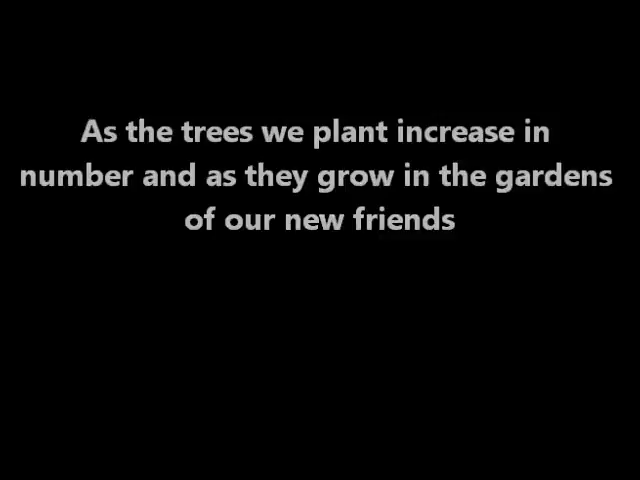 As the trees we plant increase in
number and as they grow in the gardens
of our new friends